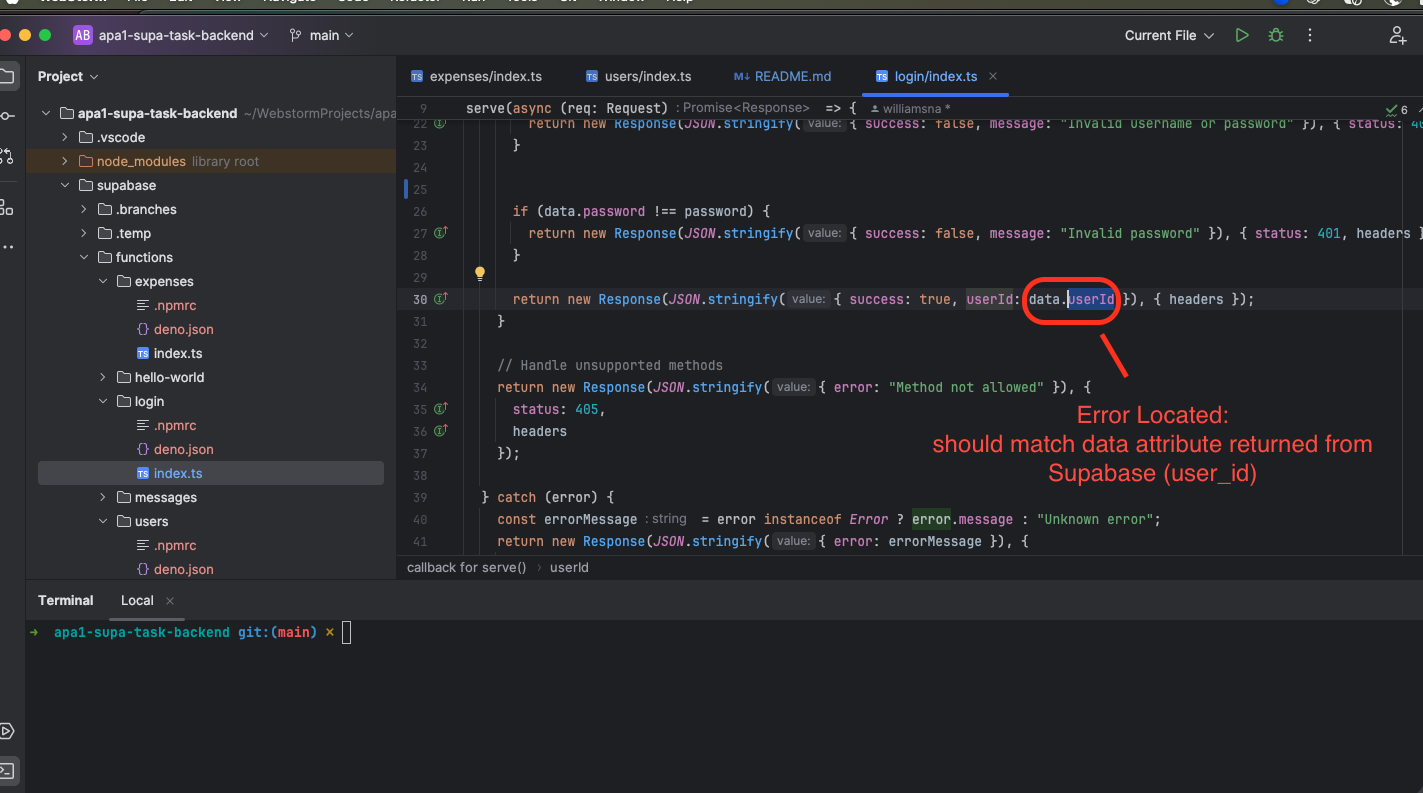 AB apa1-supa-task-backend main Current File
Project
TS expenses/index.ts TS users/index.ts M↓ README.md TS login/index.ts ×
apa1-supa-task-backend ~/WebstormProjects/apa
.vscode
node_modules library root
supabase
.branches
.temp
functions
expenses
.npmrc
deno.json
TS index.ts
hello-world
login
.npmrc
deno.json
TS index.ts
messages
users
.npmrc
deno.json
9 serve(async (req: Request) : Promise<Response> => { williamsna * 6
22 return new Response(JSON.stringify( value: { success: false, message: "Invalid username or password" }), { status: 40
23 }
24
25
26 if (data.password !== password) {
27 return new Response(JSON.stringify( value: { success: false, message: "Invalid password" }), { status: 401, headers }
28 }
29
30 return new Response(JSON.stringify( value: { success: true, userId: data.userId }), { headers });
31 }
32
33 // Handle unsupported methods
34 return new Response(JSON.stringify( value: { error: "Method not allowed" }), {
35 status: 405,
36 headers
37 });
38
39 } catch (error) {
40 const errorMessage : string = error instanceof Error ? error.message : "Unknown error";
41 return new Response(JSON.stringify( value: { error: errorMessage }), {
Error Located:
should match data attribute returned from
Supabase (user_id)
callback for serve() › userId
Terminal Local ×
→ apa1-supa-task-backend git:(main) ×